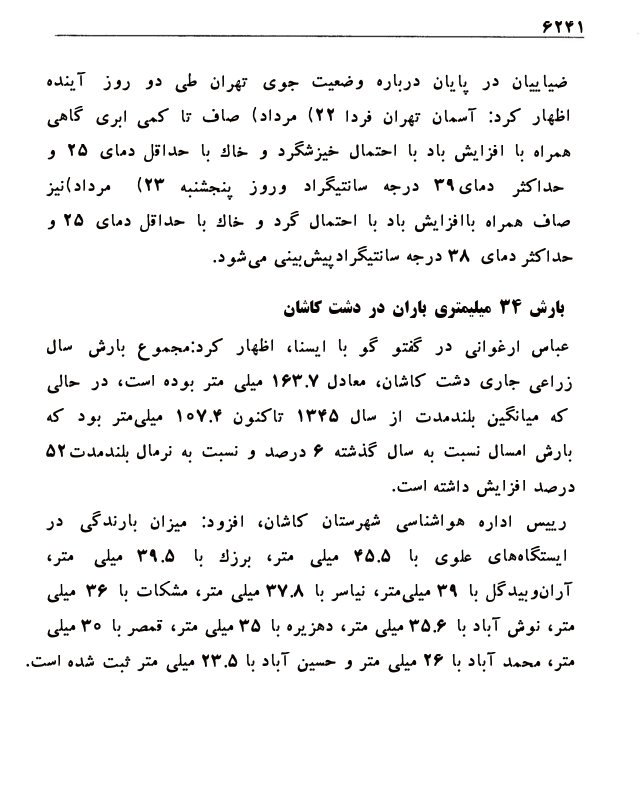 ۶۲۴۱
ضیاییان در پایان درباره وضعیت جوی تهران طی دو روز آینده
اظهار کرد: آسمان تهران فردا ۲۲) مرداد) صاف تا کمی ابری گاهی
همراه با افزایش باد با احتمال خیزشگرد و خاك با حداقل دمای ۲۵ و
حداکثر دمای۳۹ درجه سانتیگراد وروز پنجشنبه ۲۳) مرداد)نیز
صاف همراه باافزایش باد با احتمال گرد و خاك با حداقل دمای ۲۵ و
حداکثر دمای ۳۸ درجه سانتیگرادپیش‌بینی می‌شود.
بارش ۳۴ میلیمتری باران در دشت کاشان
عباس ارغوانی در گفتو گو با ایسنا، اظهار کرد:مجموع بارش سال
زراعی جاری دشت کاشان، معادل ۱۶۳.۷ میلی متر بوده است، در حالی
که میانگین بلندمدت از سال ۱۳۴۵ تاکنون ۱۰۷.۴ میلی‌متر بود که
بارش امسال نسبت به سال گذشته ۶ درصد و نسبت به نرمال بلندمدت۵۲
درصد افزایش داشته است.
رییس اداره هواشناسی شهرستان کاشان، افزود: میزان بارندگی در
ایستگاه‌های علوی با ۴۵.۵ میلی متر، برزك با ۳۹.۵ میلی متر،
آران‌وبیدگل با ۳۹ میلی‌متر، نیاسر با ۳۷.۸ میلی متر، مشکات با ۳۶ میلی
متر، نوش آباد با ۳۵.۶ میلی متر، دهزیره با ۳۵ میلی متر، قمصر با ۳۰ میلی
متر، محمد آباد با ۲۶ میلی متر و حسین آباد با ۲۳.۵ میلی متر ثبت شده است.